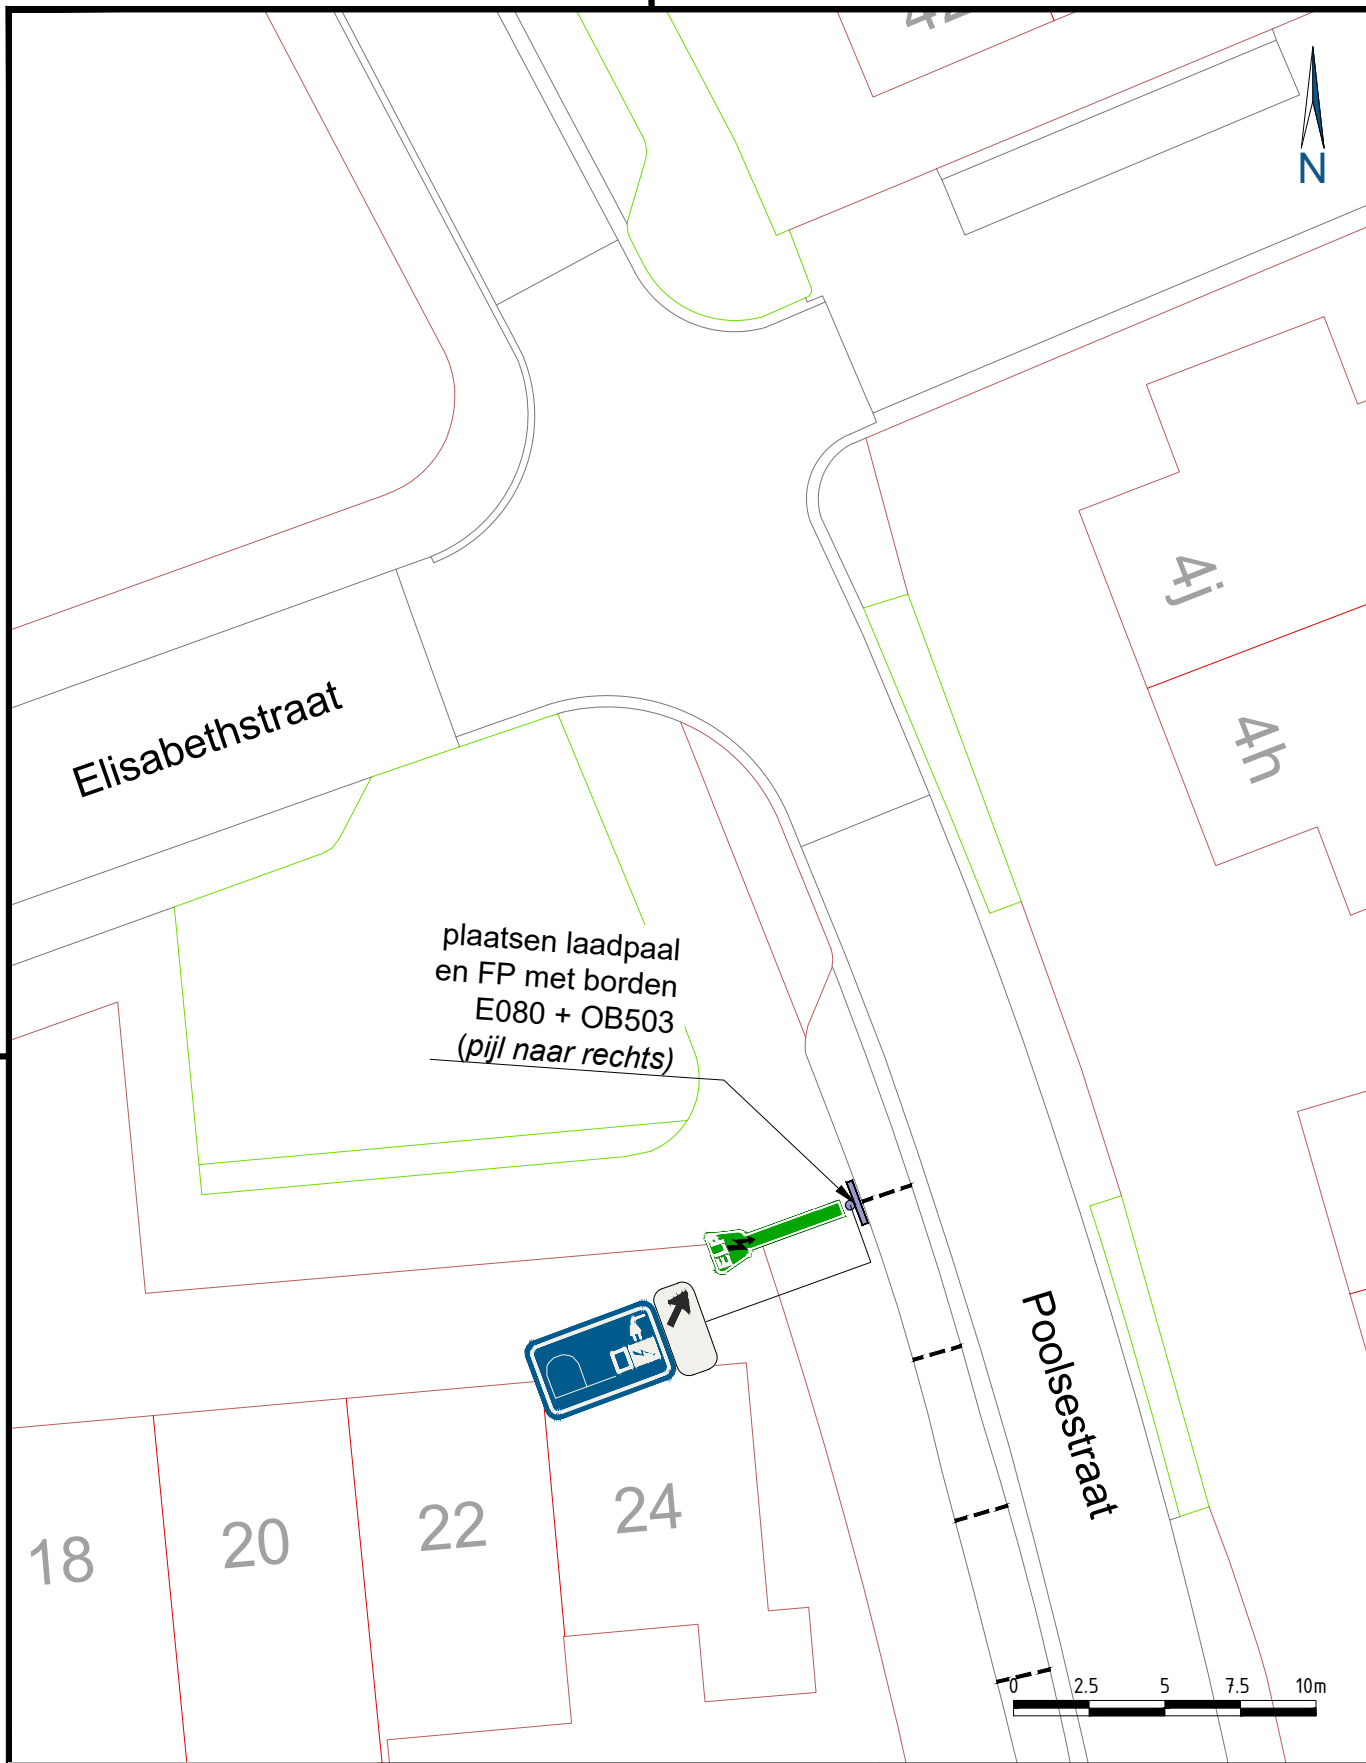 N
4j
4h
Elisabethstraat
plaatsen laadpaal
en FP met borden
E080 + OB503
(pijl naar rechts)
Poolsestraat
18
20
22
24
0 2.5 5 7.5 10m